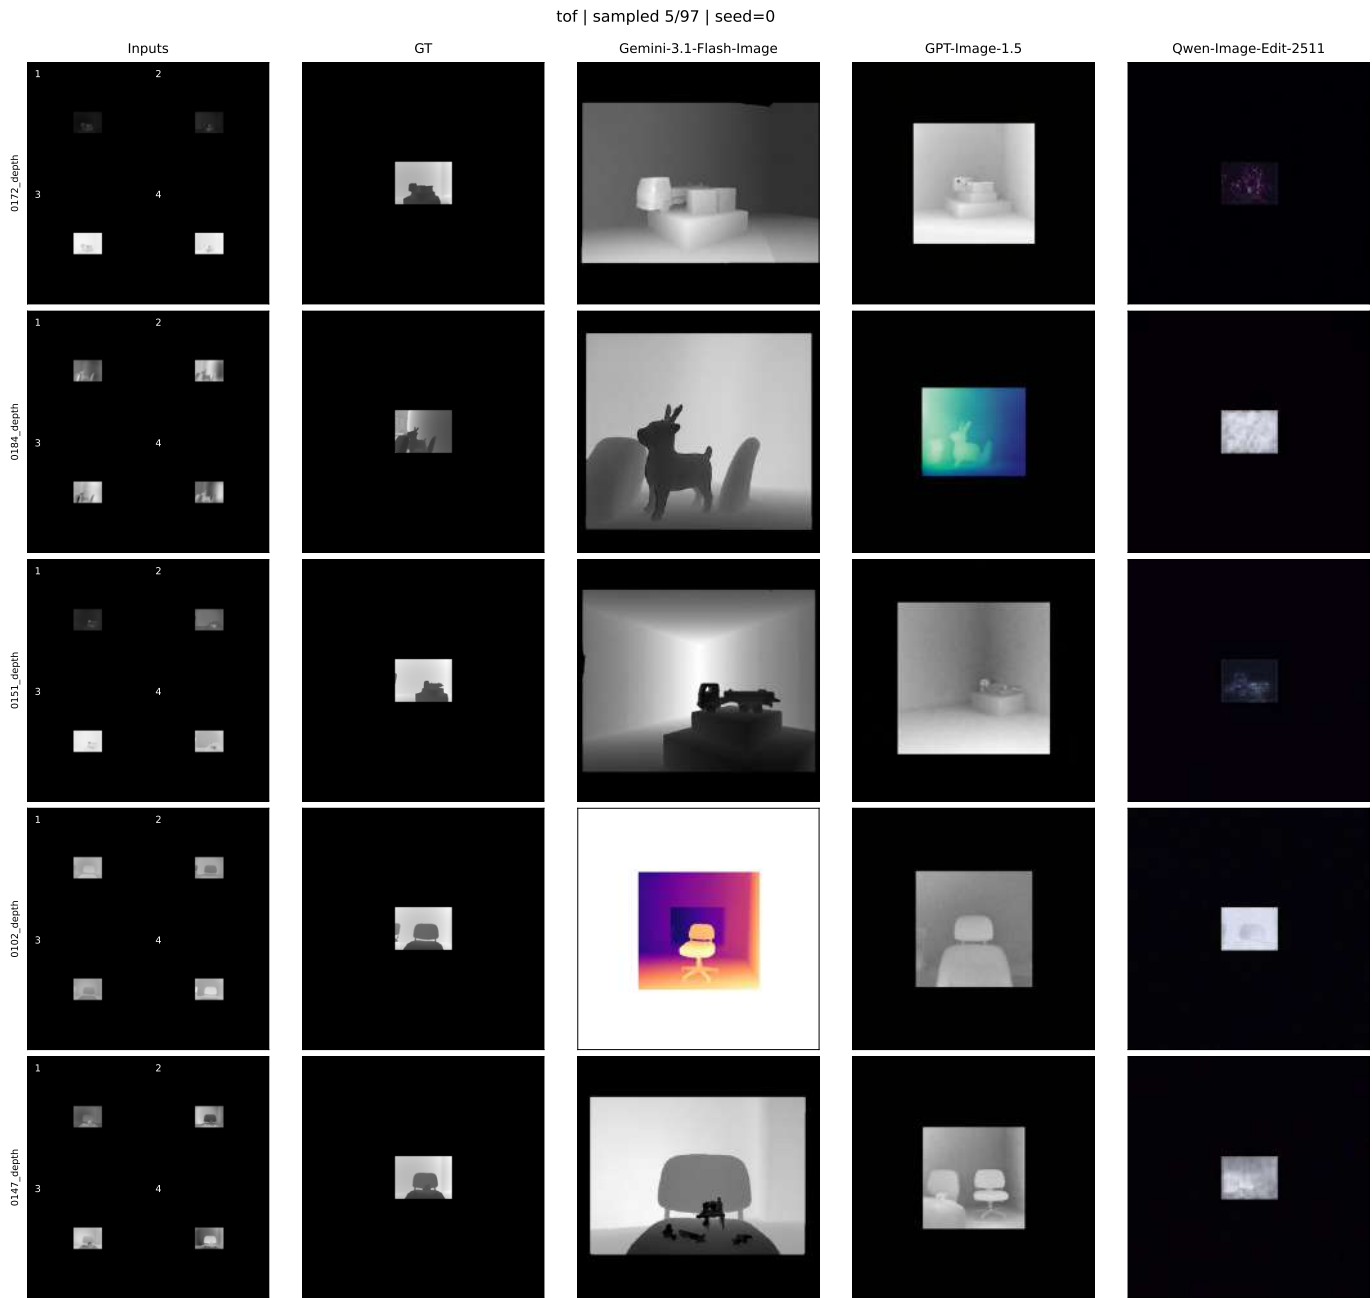 tof | sampled 5/97 | seed=0
Inputs GT Gemini-3.1-Flash-Image GPT-Image-1.5 Qwen-Image-Edit-2511
0172_depth
1 2
3 4
0184_depth
1 2
3 4
0151_depth
1 2
3 4
0102_depth
1 2
3 4
0147_depth
1 2
3 4